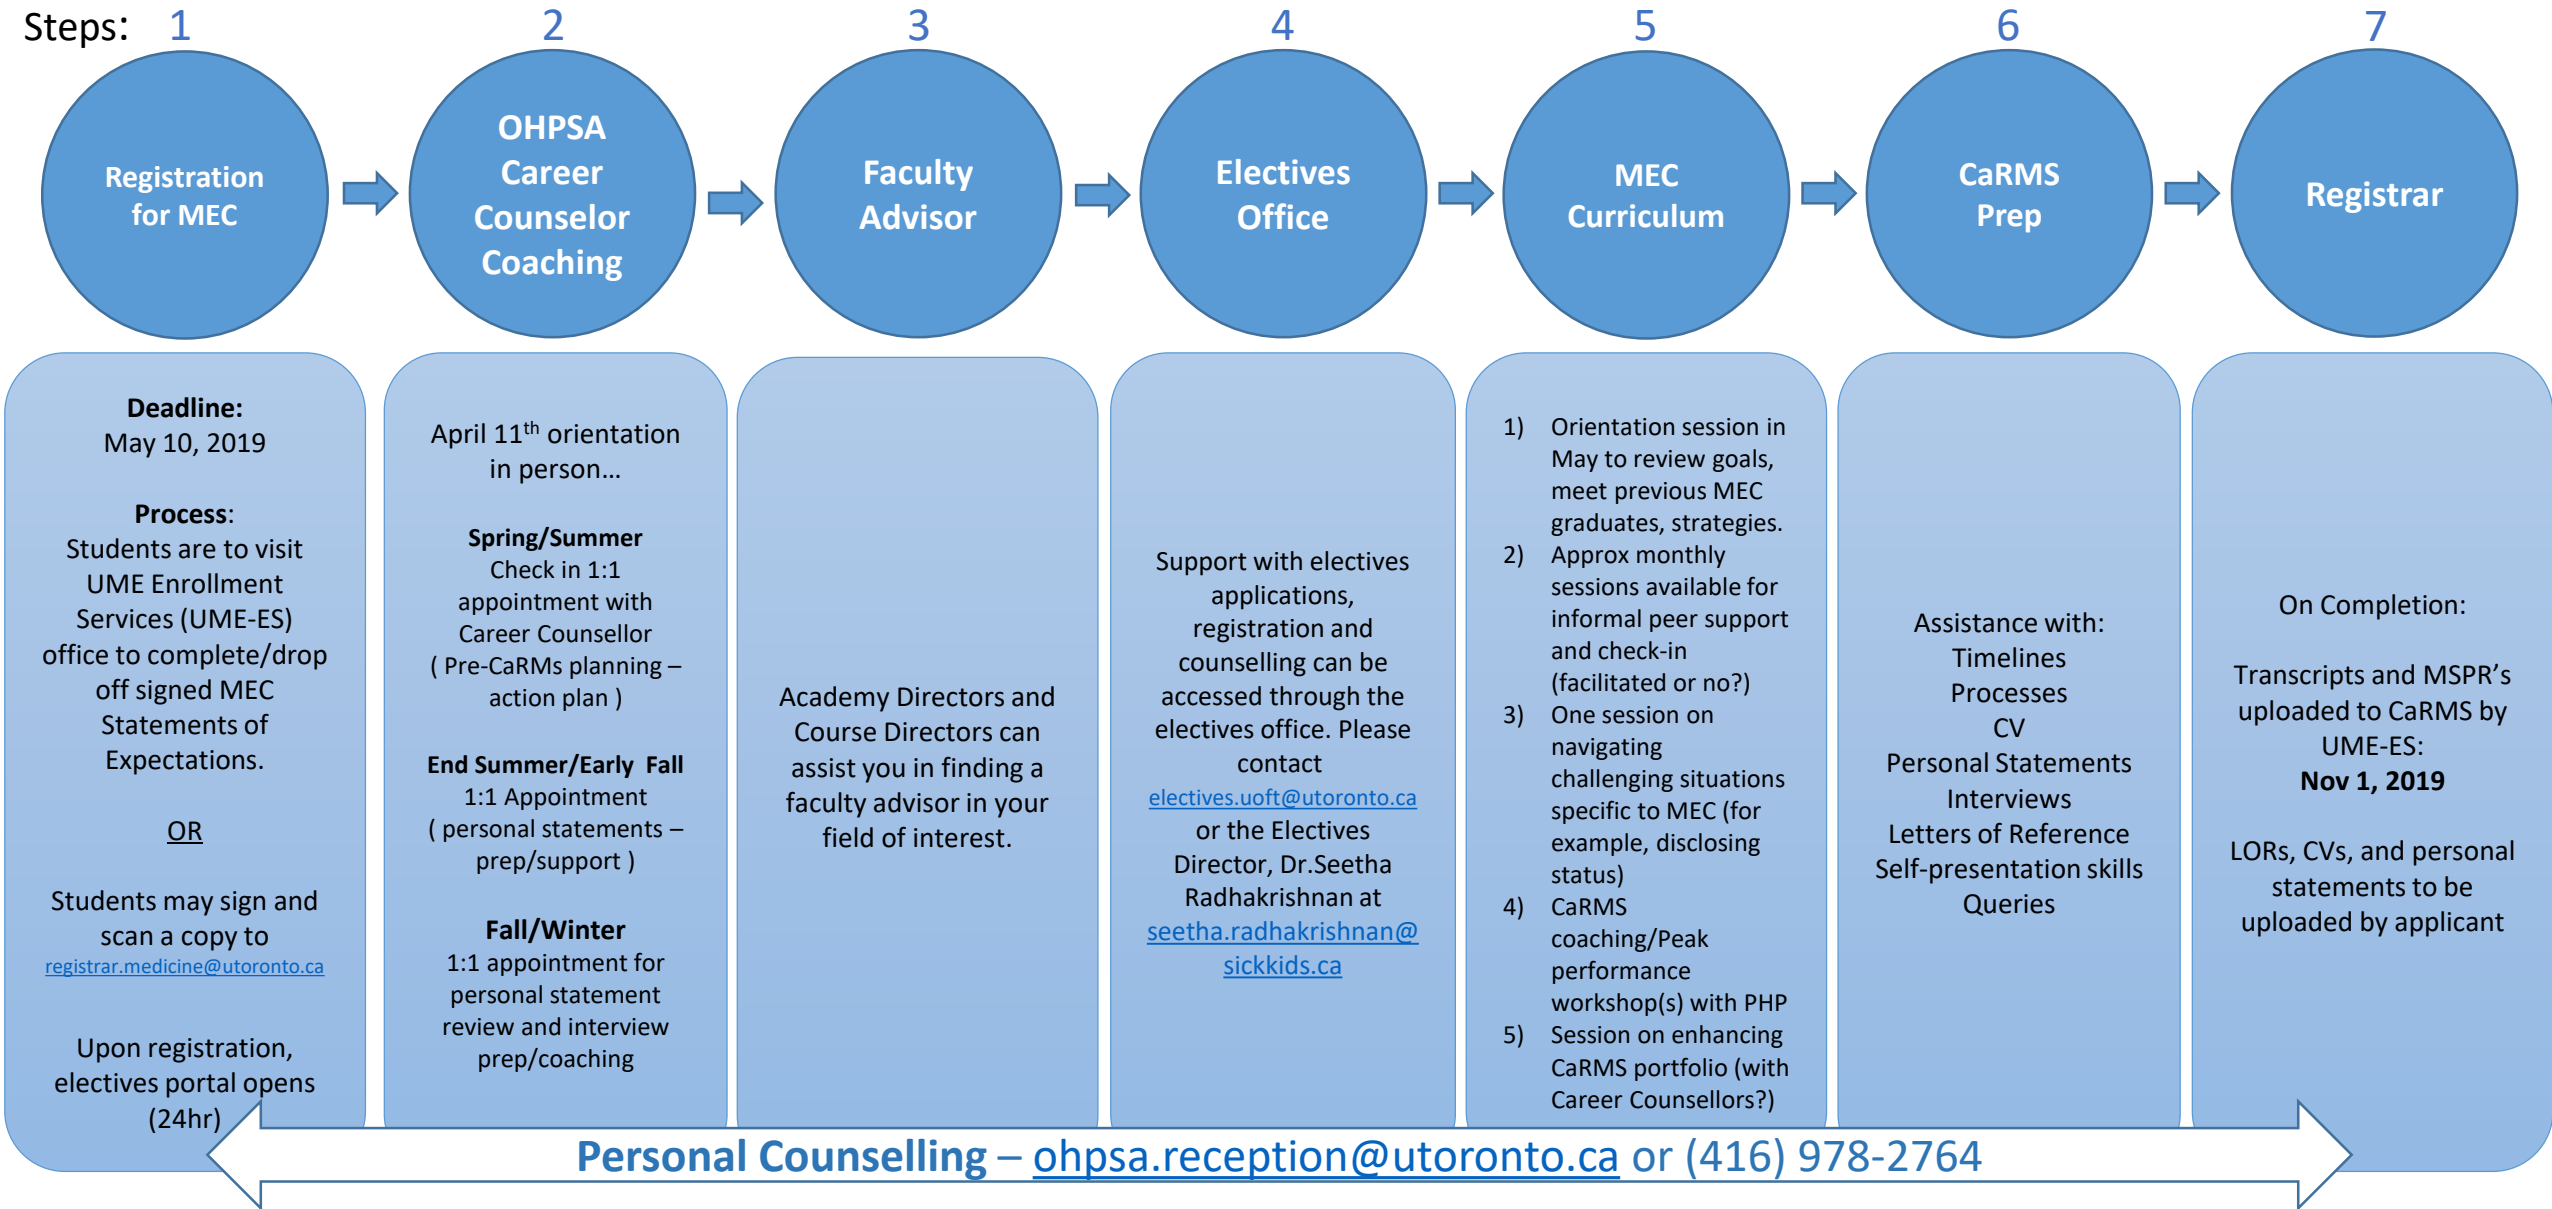 Steps:
1
2
3
4
5
6
7
Registration
for MEC
OHPSA
Career
Counselor
Coaching
Faculty
Advisor
Electives
Office
MEC
Curriculum
CaRMS
Prep
Registrar
Deadline:
May 10, 2019
Process:
Students are to visit
UME Enrollment
Services (UME-ES)
office to complete/drop
off signed MEC
Statements of
Expectations.
OR
Students may sign and
scan a copy to
registrar.medicine@utoronto.ca
Upon registration,
electives portal opens
(24hr)
April 11th orientation
in person…
Spring/Summer
Check in 1:1
appointment with
Career Counsellor
( Pre-CaRMs planning –
action plan )
End Summer/Early  Fall
1:1 Appointment
( personal statements –
prep/support )
Fall/Winter
1:1 appointment for
personal statement
review and interview
prep/coaching
Academy Directors and
Course Directors can
assist you in finding a
faculty advisor in your
field of interest.
Support with electives
applications,
registration and
counselling can be
accessed through the
electives office. Please
contact
electives.uoft@utoronto.ca
or the Electives
Director, Dr.Seetha
Radhakrishnan at
seetha.radhakrishnan@
sickkids.ca
1) Orientation session in
May to review goals,
meet previous MEC
graduates, strategies.
2) Approx monthly
sessions available for
informal peer support
and check-in
(facilitated or no?)
3) One session on
navigating
challenging situations
specific to MEC (for
example, disclosing
status)
4) CaRMS
coaching/Peak
performance
workshop(s) with PHP
5) Session on enhancing
CaRMS portfolio (with
Career Counsellors?)
Assistance with:
Timelines
Processes
CV
Personal Statements
Interviews
Letters of Reference
Self-presentation skills
Queries
On Completion:
Transcripts and MSPR’s
uploaded to CaRMS by
UME-ES:
Nov 1, 2019
LORs, CVs, and personal
statements to be
uploaded by applicant
Personal Counselling – ohpsa.reception@utoronto.ca or (416) 978-2764